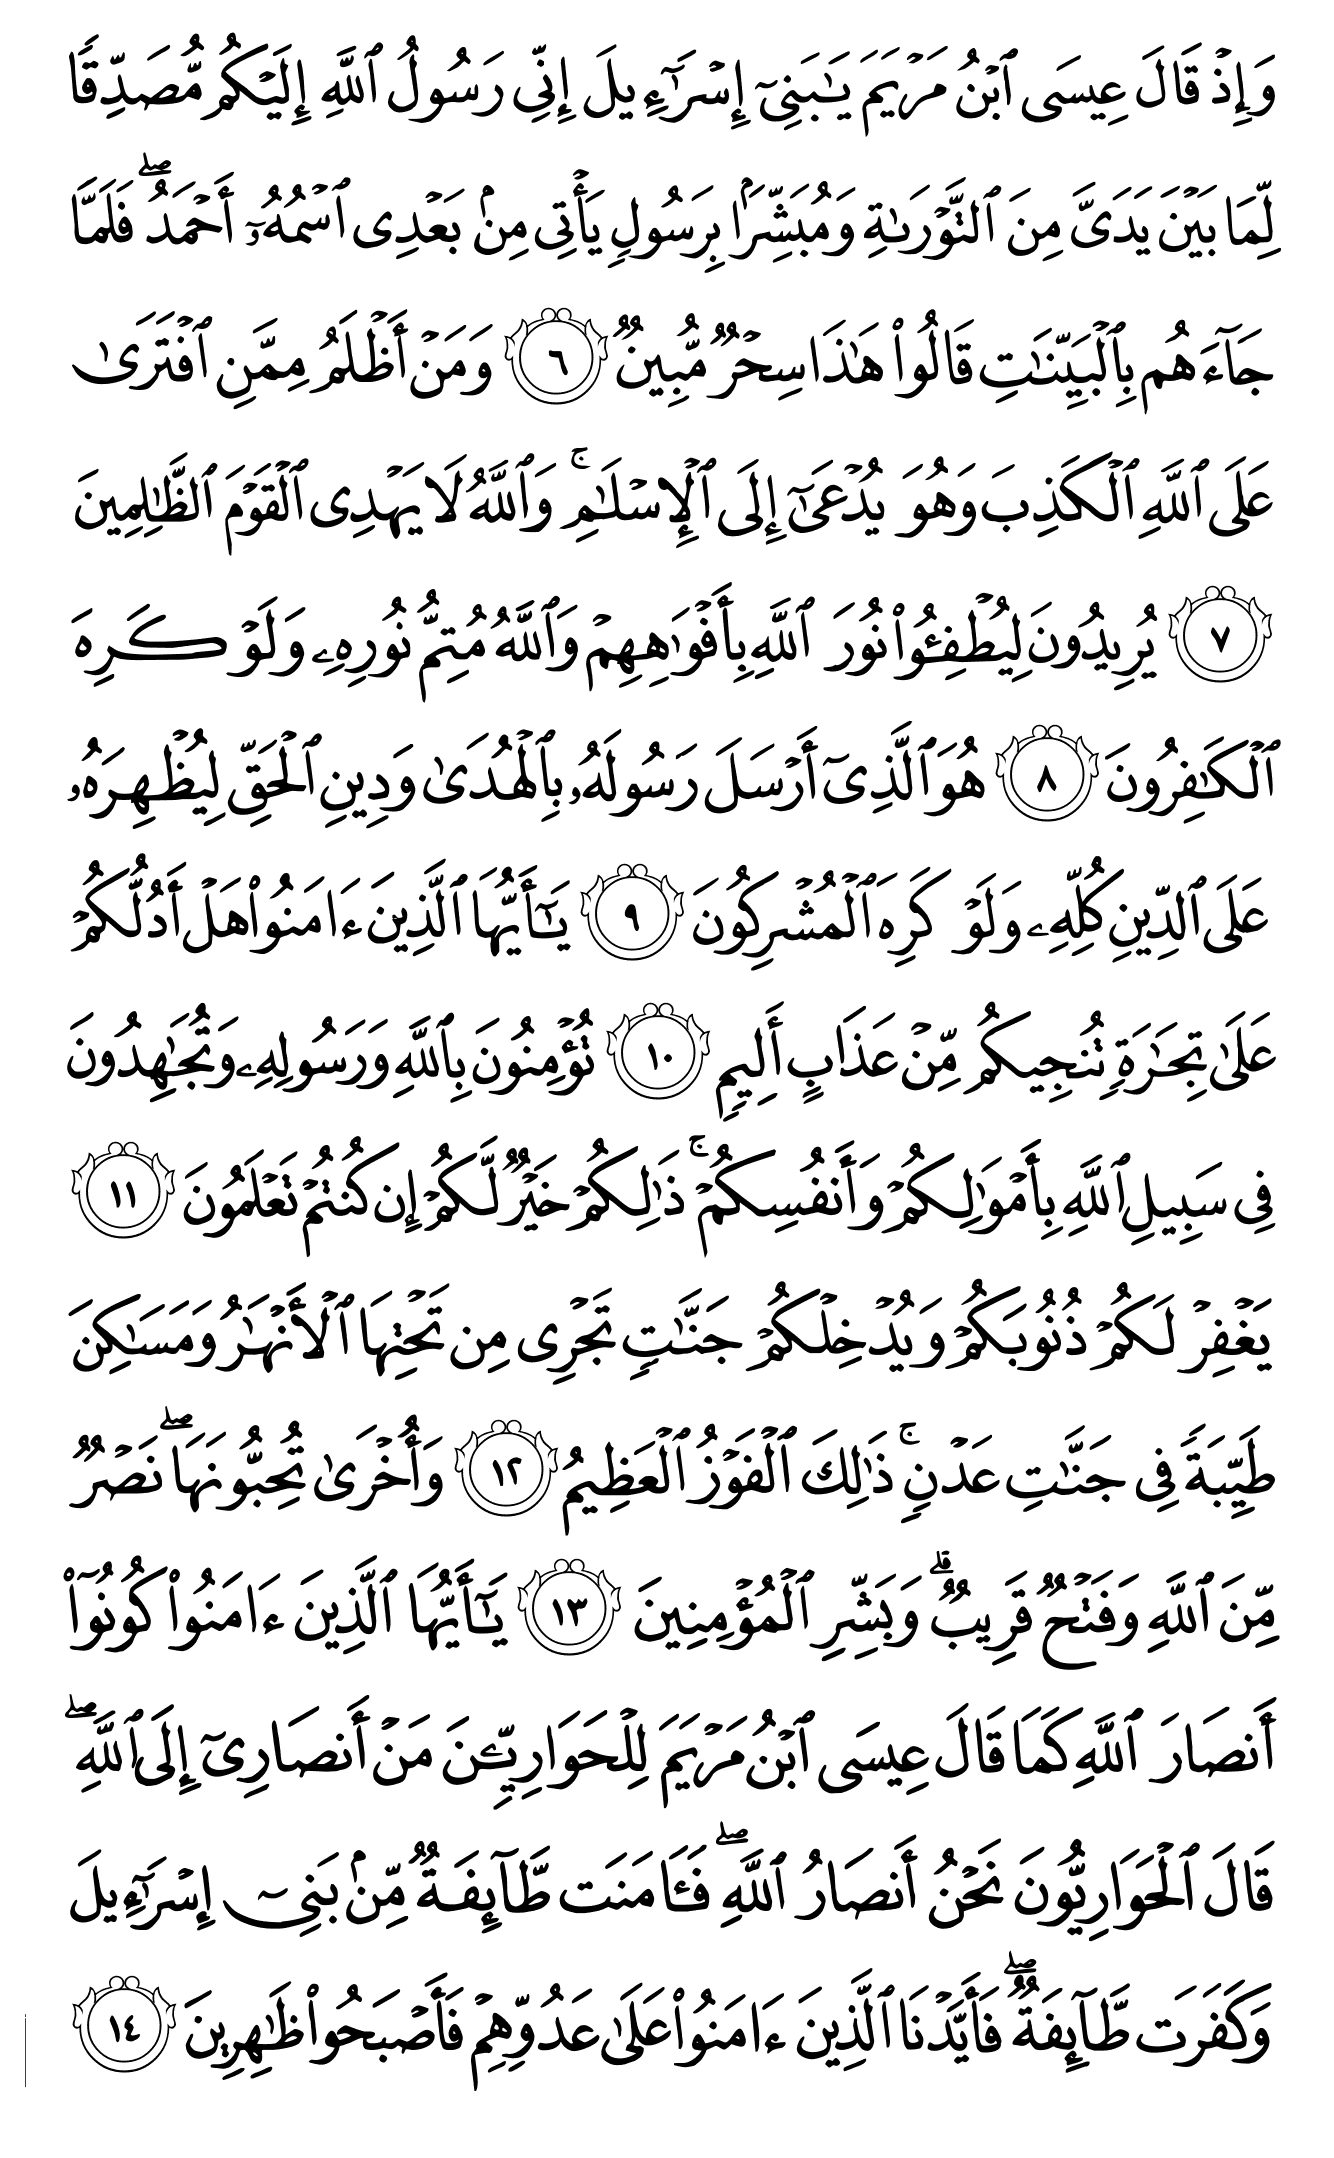 وَإِذۡ قَالَ عِيسَى ٱبۡنُ مَرۡيَمَ يَٰبَنِيٓ إِسۡرَٰٓءِيلَ إِنِّي رَسُولُ ٱللَّهِ إِلَيۡكُم مُّصَدِّقٗا
لِّمَا بَيۡنَ يَدَيَّ مِنَ ٱلتَّوۡرَىٰةِ وَمُبَشِّرَۢا بِرَسُولٖ يَأۡتِي مِنۢ بَعۡدِي ٱسۡمُهُۥٓ أَحۡمَدُۖ فَلَمَّا
جَآءَهُم بِٱلۡبَيِّنَٰتِ قَالُواْ هَٰذَا سِحۡرٞ مُّبِينٞ ٦ وَمَنۡ أَظۡلَمُ مِمَّنِ ٱفۡتَرَىٰ
عَلَى ٱللَّهِ ٱلۡكَذِبَ وَهُوَ يُدۡعَىٰٓ إِلَى ٱلۡإِسۡلَٰمِۚ وَٱللَّهُ لَا يَهۡدِي ٱلۡقَوۡمَ ٱلظَّٰلِمِينَ
٧ يُرِيدُونَ لِيُطۡفِـُٔواْ نُورَ ٱللَّهِ بِأَفۡوَٰهِهِمۡ وَٱللَّهُ مُتِمُّ نُورِهِۦ وَلَوۡ كَرِهَ
ٱلۡكَٰفِرُونَ ٨ هُوَ ٱلَّذِيٓ أَرۡسَلَ رَسُولَهُۥ بِٱلۡهُدَىٰ وَدِينِ ٱلۡحَقِّ لِيُظۡهِرَهُۥ
عَلَى ٱلدِّينِ كُلِّهِۦ وَلَوۡ كَرِهَ ٱلۡمُشۡرِكُونَ ٩ يَٰٓأَيُّهَا ٱلَّذِينَ ءَامَنُواْ هَلۡ أَدُلُّكُمۡ
عَلَىٰ تِجَٰرَةٖ تُنجِيكُم مِّنۡ عَذَابٍ أَلِيمٖ ١٠ تُؤۡمِنُونَ بِٱللَّهِ وَرَسُولِهِۦ وَتُجَٰهِدُونَ
فِي سَبِيلِ ٱللَّهِ بِأَمۡوَٰلِكُمۡ وَأَنفُسِكُمۡۚ ذَٰلِكُمۡ خَيۡرٞ لَّكُمۡ إِن كُنتُمۡ تَعۡلَمُونَ ١١
يَغۡفِرۡ لَكُمۡ ذُنُوبَكُمۡ وَيُدۡخِلۡكُمۡ جَنَّٰتٖ تَجۡرِي مِن تَحۡتِهَا ٱلۡأَنۡهَٰرُ وَمَسَٰكِنَ
طَيِّبَةٗ فِي جَنَّٰتِ عَدۡنٖۚ ذَٰلِكَ ٱلۡفَوۡزُ ٱلۡعَظِيمُ ١٢ وَأُخۡرَىٰ تُحِبُّونَهَاۖ نَصۡرٞ
مِّنَ ٱللَّهِ وَفَتۡحٞ قَرِيبٞۗ وَبَشِّرِ ٱلۡمُؤۡمِنِينَ ١٣ يَٰٓأَيُّهَا ٱلَّذِينَ ءَامَنُواْ كُونُوٓاْ
أَنصَارَ ٱللَّهِ كَمَا قَالَ عِيسَى ٱبۡنُ مَرۡيَمَ لِلۡحَوَارِيِّـۧنَ مَنۡ أَنصَارِيٓ إِلَى ٱللَّهِۖ
قَالَ ٱلۡحَوَارِيُّونَ نَحۡنُ أَنصَارُ ٱللَّهِۖ فَـَٔامَنَت طَّآئِفَةٞ مِّنۢ بَنِيٓ إِسۡرَٰٓءِيلَ
وَكَفَرَت طَّآئِفَةٞۖ فَأَيَّدۡنَا ٱلَّذِينَ ءَامَنُواْ عَلَىٰ عَدُوِّهِمۡ فَأَصۡبَحُواْ ظَٰهِرِينَ ١٤